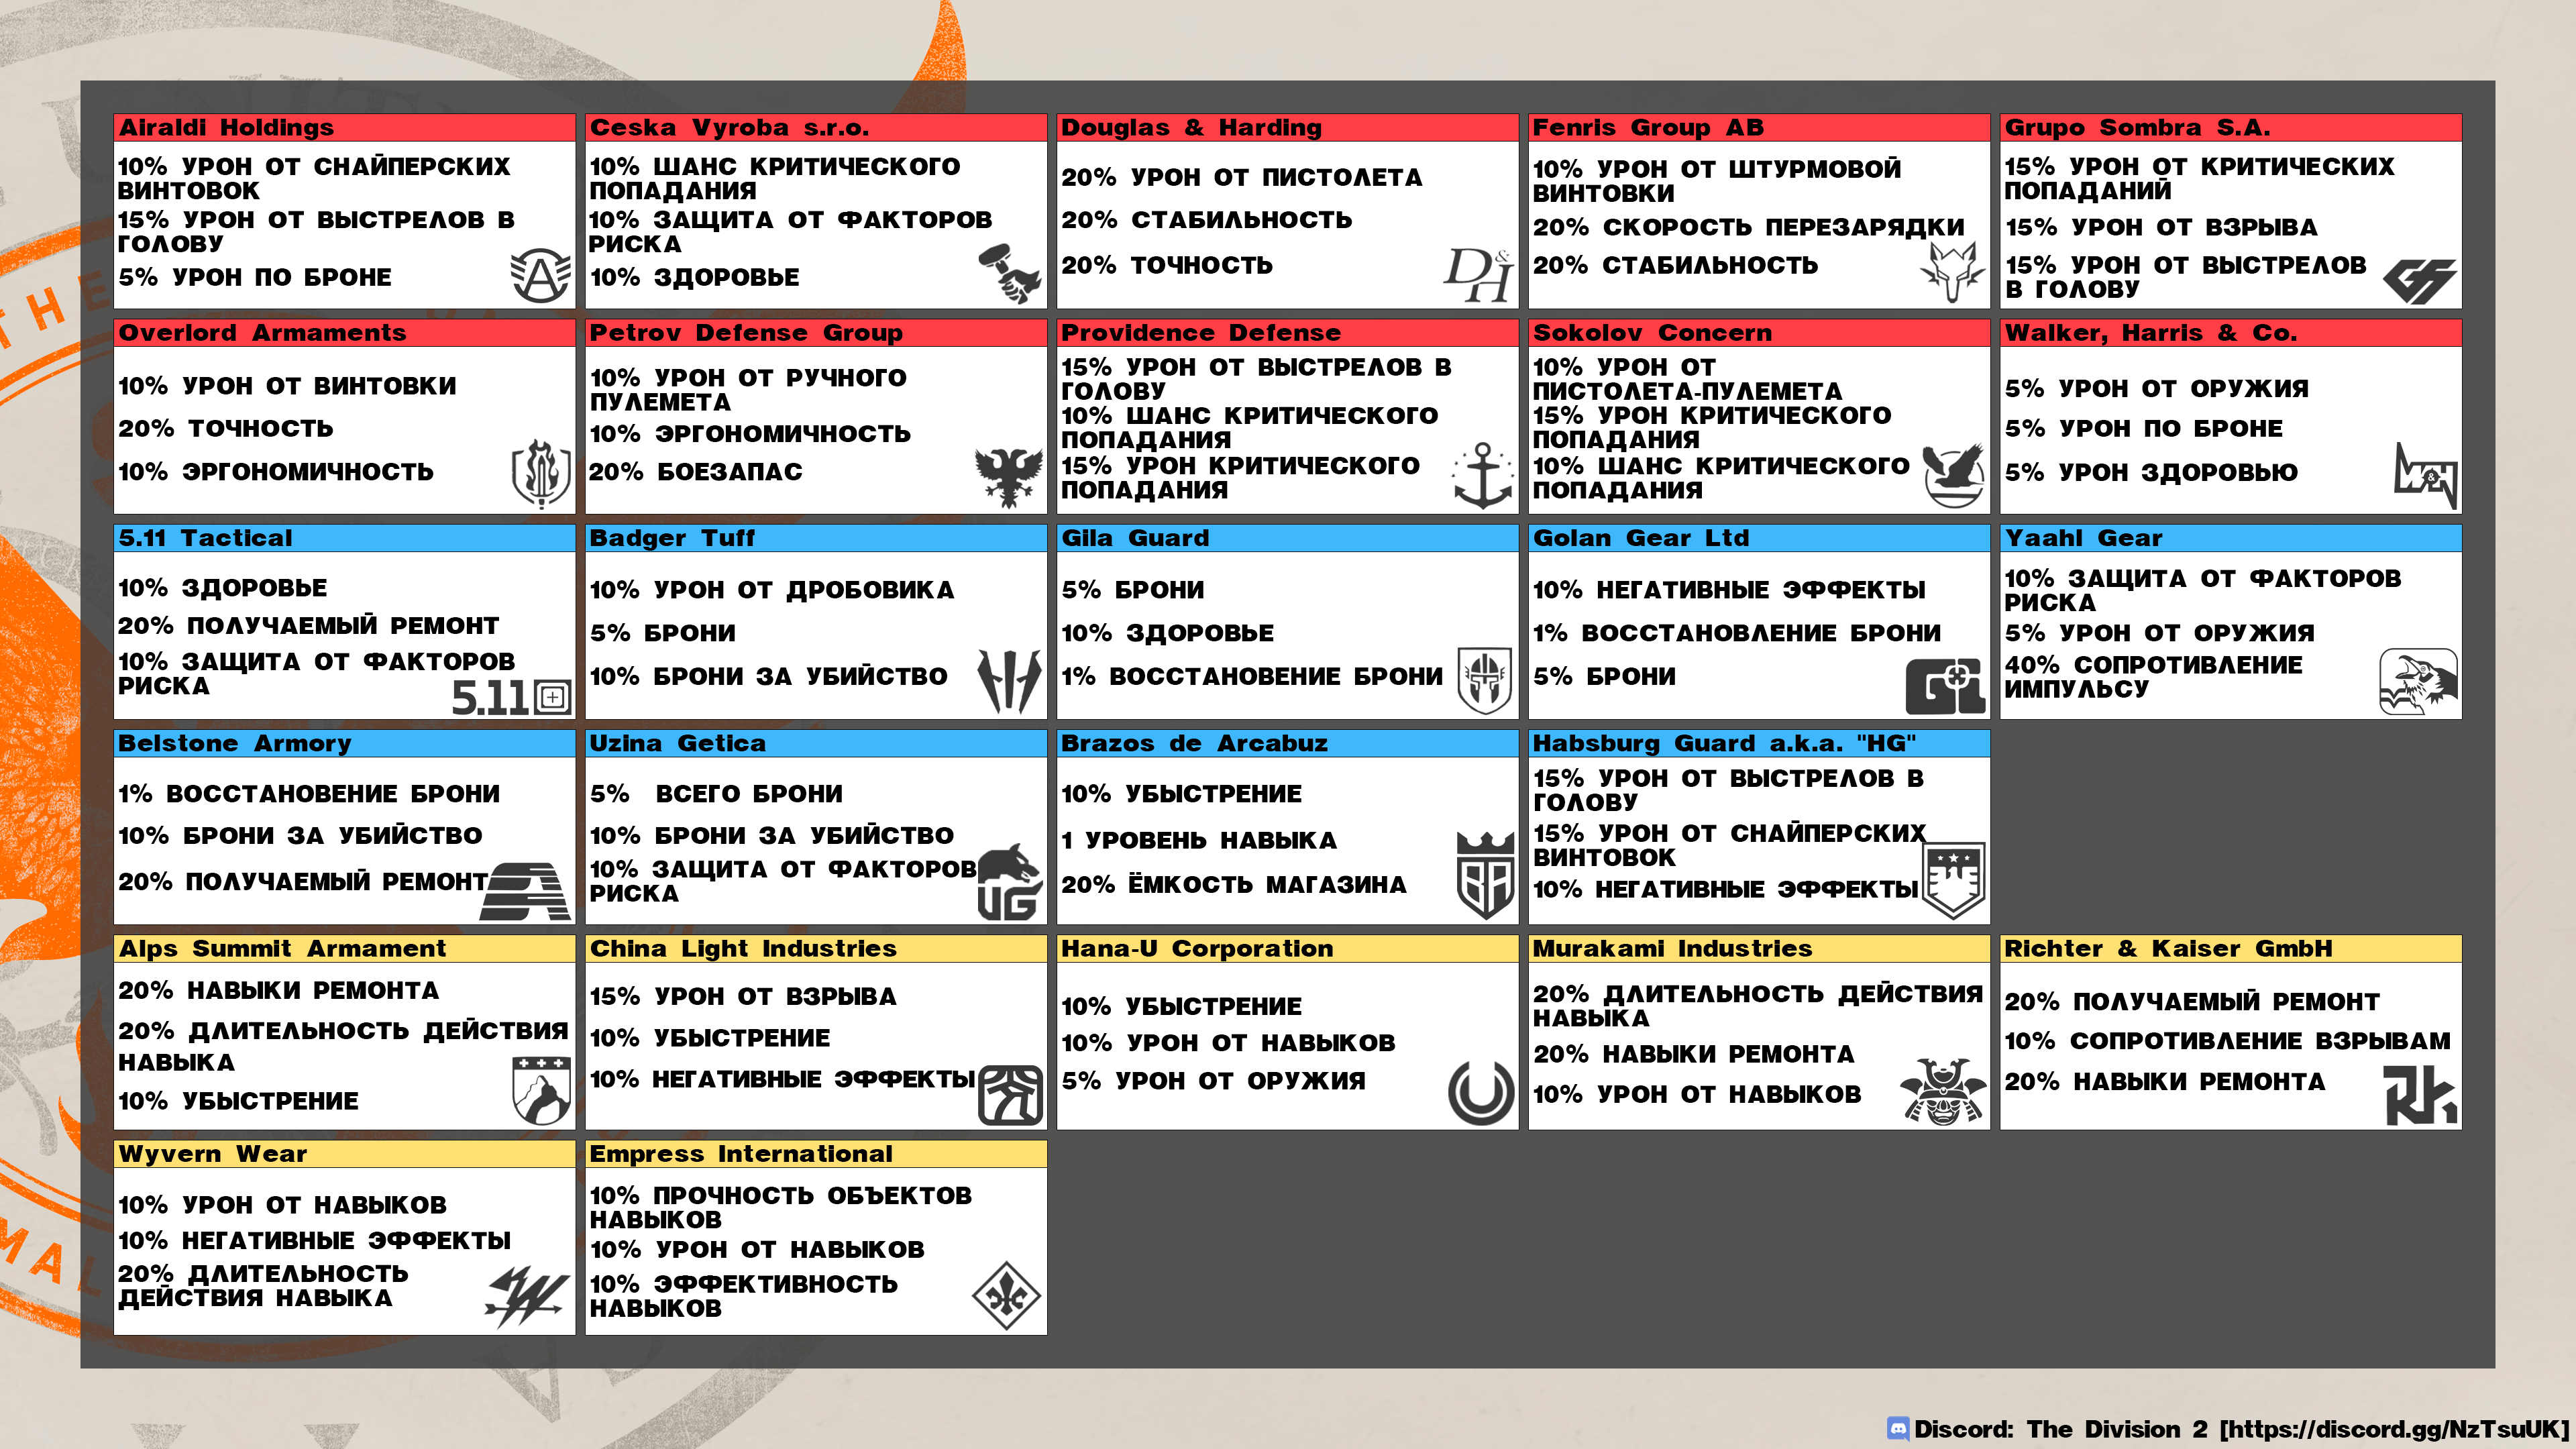 Airaldi Holdings
10% УРОН ОТ СНАЙПЕРСКИХ
ВИНТОВОК
15% УРОН ОТ ВЫСТРЕЛОВ В
ГОЛОВУ
5% УРОН ПО БРОНЕ
Ceska Vyroba s.r.o.
10% ШАНС КРИТИЧЕСКОГО
ПОПАДАНИЯ
10% ЗАЩИТА ОТ ФАКТОРОВ
РИСКА
10% ЗДОРОВЬЕ
Douglas & Harding
20% УРОН ОТ ПИСТОЛЕТА
20% СТАБИЛЬНОСТЬ
20% ТОЧНОСТЬ
D&H
Fenris Group AB
10% УРОН ОТ ШТУРМОВОЙ
ВИНТОВКИ
20% СКОРОСТЬ ПЕРЕЗАРЯДКИ
20% СТАБИЛЬНОСТЬ
Grupo Sombra S.A.
15% УРОН ОТ КРИТИЧЕСКИХ
ПОПАДАНИЙ
15% УРОН ОТ ВЗРЫВА
15% УРОН ОТ ВЫСТРЕЛОВ
В ГОЛОВУ
Overlord Armaments
10% УРОН ОТ ВИНТОВКИ
20% ТОЧНОСТЬ
10% ЭРГОНОМИЧНОСТЬ
Petrov Defense Group
10% УРОН ОТ РУЧНОГО
ПУЛЕМЕТА
10% ЭРГОНОМИЧНОСТЬ
20% БОЕЗАПАС
Providence Defense
15% УРОН ОТ ВЫСТРЕЛОВ В
ГОЛОВУ
10% ШАНС КРИТИЧЕСКОГО
ПОПАДАНИЯ
15% УРОН КРИТИЧЕСКОГО
ПОПАДАНИЯ
Sokolov Concern
10% УРОН ОТ
ПИСТОЛЕТА-ПУЛЕМЕТА
15% УРОН КРИТИЧЕСКОГО
ПОПАДАНИЯ
10% ШАНС КРИТИЧЕСКОГО
ПОПАДАНИЯ
Walker, Harris & Co.
5% УРОН ОТ ОРУЖИЯ
5% УРОН ПО БРОНЕ
5% УРОН ЗДОРОВЬЮ
W&H
5.11 Tactical
10% ЗДОРОВЬЕ
20% ПОЛУЧАЕМЫЙ РЕМОНТ
10% ЗАЩИТА ОТ ФАКТОРОВ
РИСКА
5.11
Badger Tuff
10% УРОН ОТ ДРОБОВИКА
5% БРОНИ
10% БРОНИ ЗА УБИЙСТВО
Gila Guard
5% БРОНИ
10% ЗДОРОВЬЕ
1% ВОССТАНОВЕНИЕ БРОНИ
Golan Gear Ltd
10% НЕГАТИВНЫЕ ЭФФЕКТЫ
1% ВОССТАНОВЛЕНИЕ БРОНИ
5% БРОНИ
Yaahl Gear
10% ЗАЩИТА ОТ ФАКТОРОВ
РИСКА
5% УРОН ОТ ОРУЖИЯ
40% СОПРОТИВЛЕНИЕ
ИМПУЛЬСУ
Belstone Armory
1% ВОССТАНОВЕНИЕ БРОНИ
10% БРОНИ ЗА УБИЙСТВО
20% ПОЛУЧАЕМЫЙ РЕМОНТ
Uzina Getica
5% ВСЕГО БРОНИ
10% БРОНИ ЗА УБИЙСТВО
10% ЗАЩИТА ОТ ФАКТОРОВ
РИСКА
UG
Brazos de Arcabuz
10% УБЫСТРЕНИЕ
1 УРОВЕНЬ НАВЫКА
20% ЁМКОСТЬ МАГАЗИНА
BA
Habsburg Guard a.k.a. "HG"
15% УРОН ОТ ВЫСТРЕЛОВ В
ГОЛОВУ
15% УРОН ОТ СНАЙПЕРСКИХ
ВИНТОВОК
10% НЕГАТИВНЫЕ ЭФФЕКТЫ
Alps Summit Armament
20% НАВЫКИ РЕМОНТА
20% ДЛИТЕЛЬНОСТЬ ДЕЙСТВИЯ
НАВЫКА
10% УБЫСТРЕНИЕ
China Light Industries
15% УРОН ОТ ВЗРЫВА
10% УБЫСТРЕНИЕ
10% НЕГАТИВНЫЕ ЭФФЕКТЫ
Hana-U Corporation
10% УБЫСТРЕНИЕ
10% УРОН ОТ НАВЫКОВ
5% УРОН ОТ ОРУЖИЯ
Murakami Industries
20% ДЛИТЕЛЬНОСТЬ ДЕЙСТВИЯ
НАВЫКА
20% НАВЫКИ РЕМОНТА
10% УРОН ОТ НАВЫКОВ
Richter & Kaiser GmbH
20% ПОЛУЧАЕМЫЙ РЕМОНТ
10% СОПРОТИВЛЕНИЕ ВЗРЫВАМ
20% НАВЫКИ РЕМОНТА
RK
Wyvern Wear
10% УРОН ОТ НАВЫКОВ
10% НЕГАТИВНЫЕ ЭФФЕКТЫ
20% ДЛИТЕЛЬНОСТЬ
ДЕЙСТВИЯ НАВЫКА
Empress International
10% ПРОЧНОСТЬ ОБЪЕКТОВ
НАВЫКОВ
10% УРОН ОТ НАВЫКОВ
10% ЭФФЕКТИВНОСТЬ
НАВЫКОВ
Discord: The Division 2 [https://discord.gg/NzTsuUK]